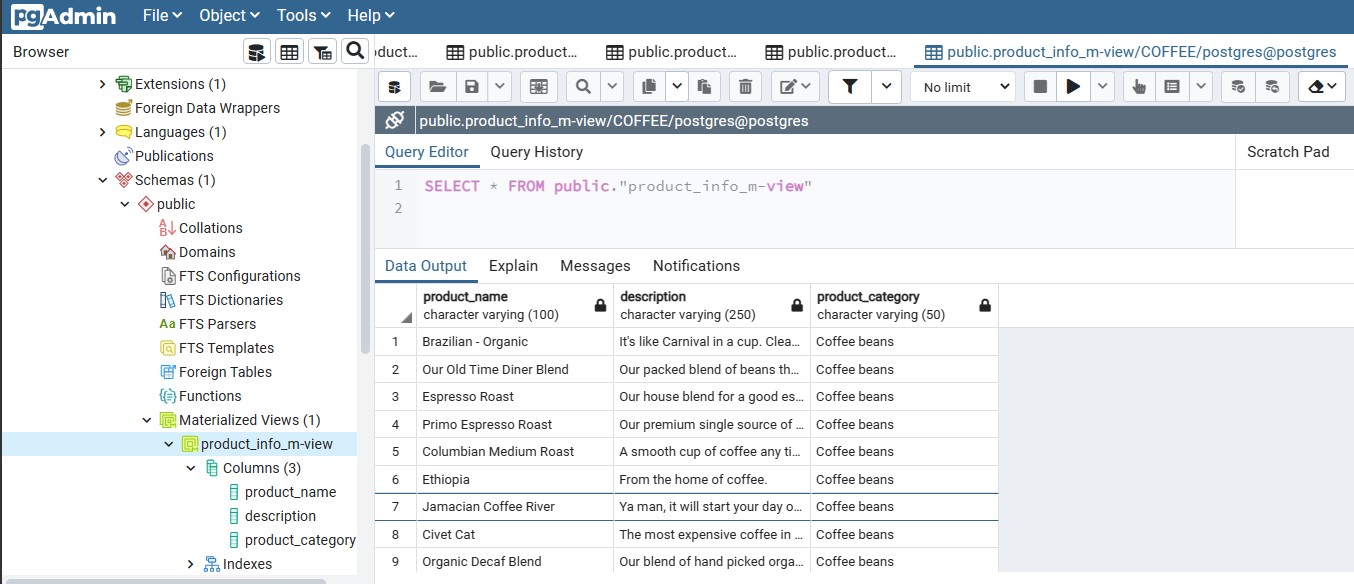 pgAdmin File Object Tools Help
Browser
duct... public.product... public.product... public.product... public.product_info_m-view/COFFEE/postgres@postgres
No limit
public.product_info_m-view/COFFEE/postgres@postgres
Query Editor Query History Scratch Pad
1 SELECT * FROM public."product_info_m-view"
2
Extensions (1)
Foreign Data Wrappers
Languages (1)
Publications
Schemas (1)
public
Collations
Domains
FTS Configurations
FTS Dictionaries
Aa FTS Parsers
FTS Templates
Foreign Tables
Functions
Materialized Views (1)
product_info_m-view
Columns (3)
product_name
description
product_category
Indexes
Data Output Explain Messages Notifications
product_name description product_category
character varying (100) character varying (250) character varying (50)
1 Brazilian - Organic It's like Carnival in a cup. Clea... Coffee beans
2 Our Old Time Diner Blend Our packed blend of beans th... Coffee beans
3 Espresso Roast Our house blend for a good es... Coffee beans
4 Primo Espresso Roast Our premium single source of ... Coffee beans
5 Columbian Medium Roast A smooth cup of coffee any ti... Coffee beans
6 Ethiopia From the home of coffee. Coffee beans
7 Jamacian Coffee River Ya man, it will start your day o... Coffee beans
8 Civet Cat The most expensive coffee in ... Coffee beans
9 Organic Decaf Blend Our blend of hand picked orga... Coffee beans